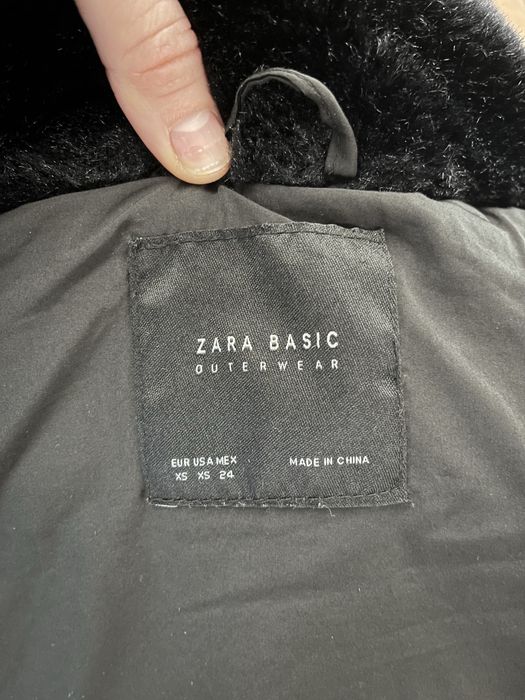 ZARA BASIC
OUTERWEAR
EUR USA MEX MADE IN CHINA
XS XS 24